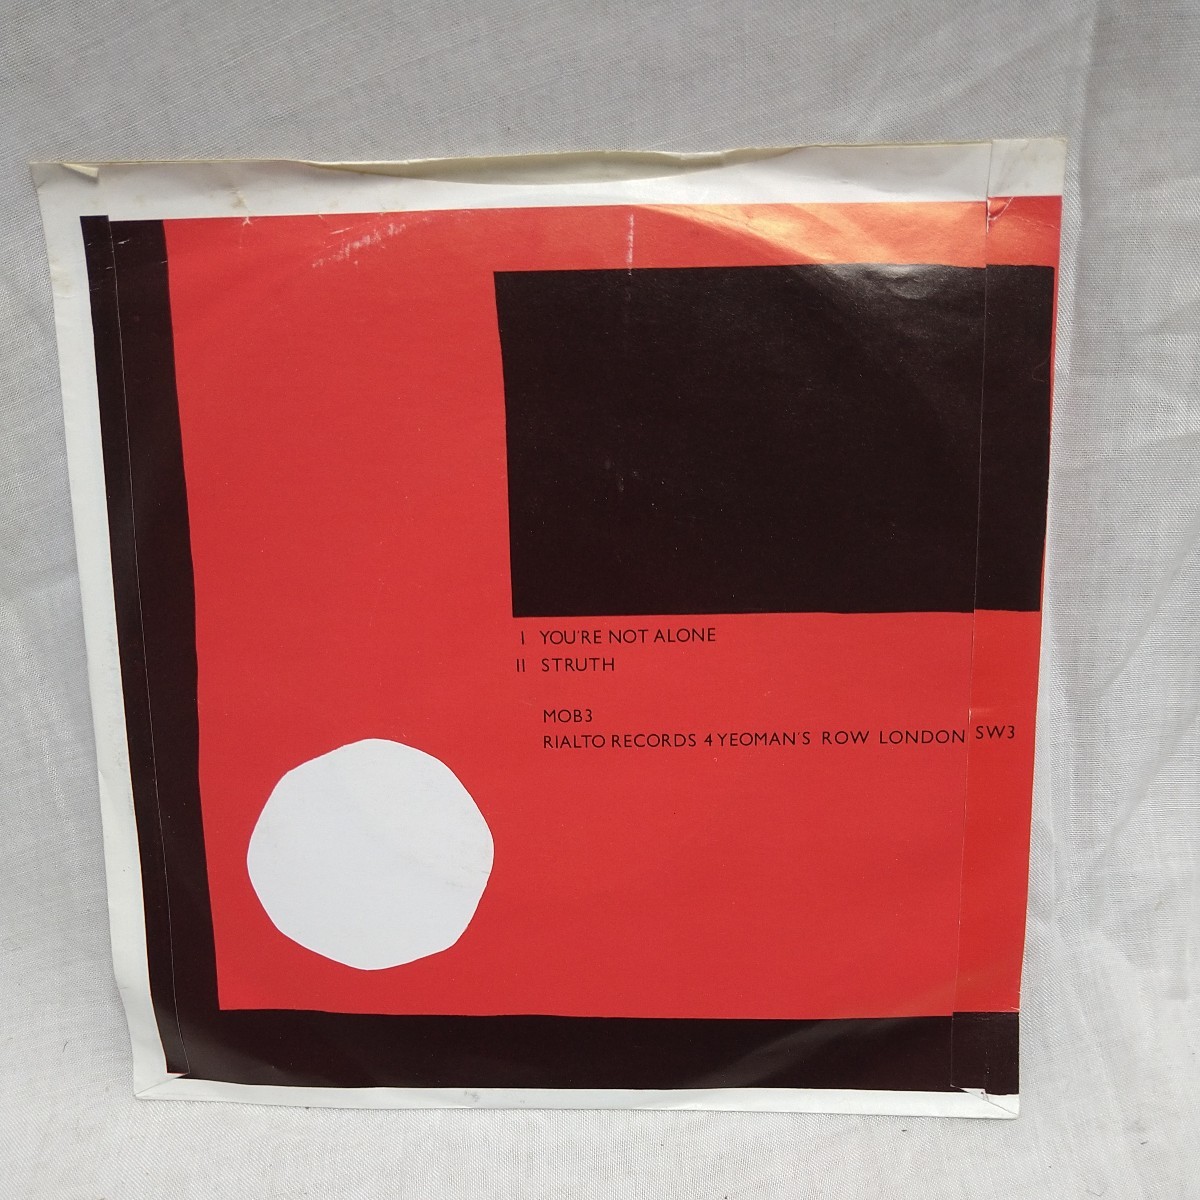 I YOU'RE NOT ALONE
II STRUTH
MOB3
RIALTO RECORDS 4 YEOMAN'S ROW LONDON SW3